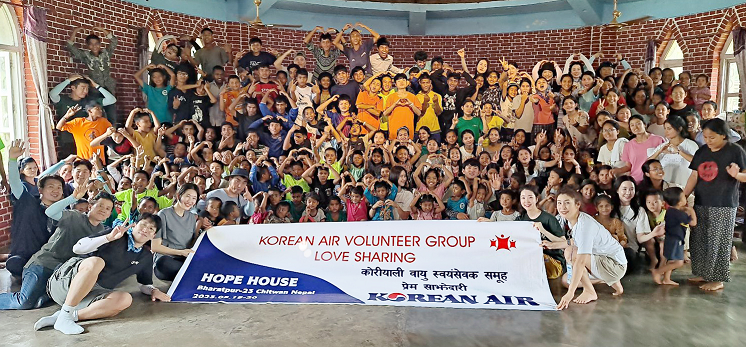 KOREAN AIR VOLUNTEER GROUP
LOVE SHARING
कोरीयाली वायु स्वयंसेवक समूह
प्रेम साझेदारी
HOPE HOUSE
Bharatpur-23 Chitwan Nepal
KOREAN AIR